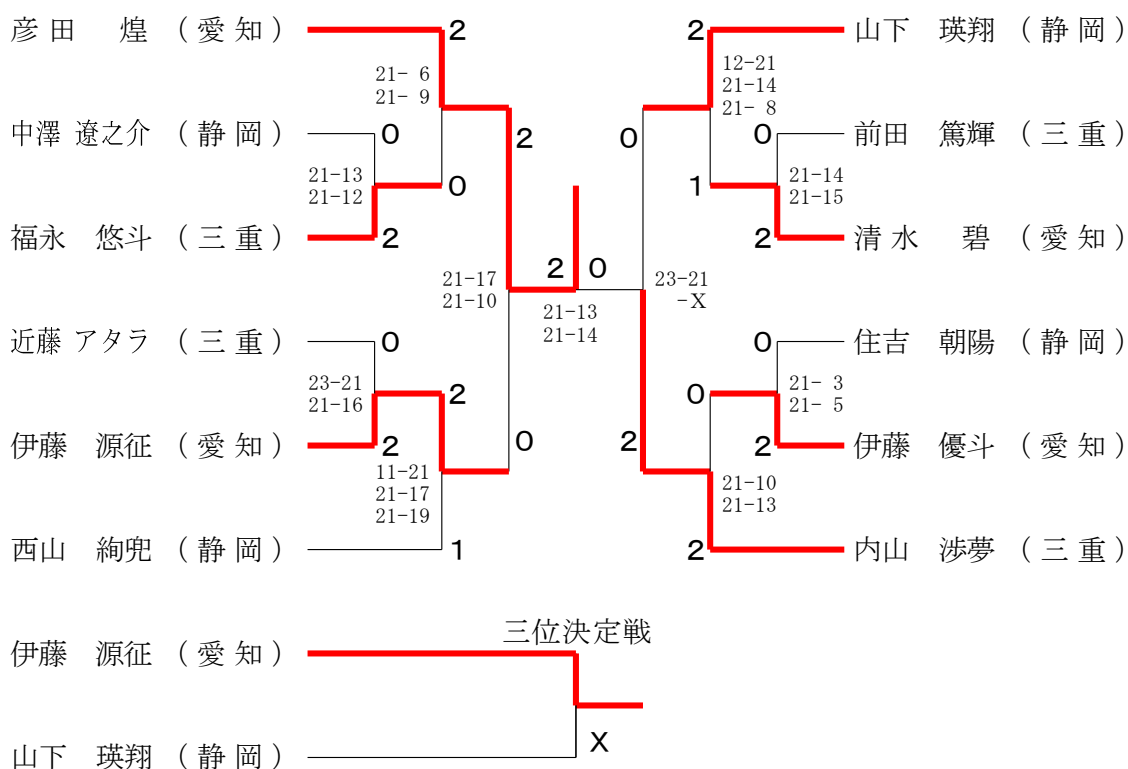 彦田 煌 (愛知) 2 2 山下 瑛翔 (静岡)
21- 6 12-21
21- 9 21-14
21- 8
中澤 遼之介 (静岡) 0 2 0 0 前田 篤輝 (三重)
21-13 21-14
21-12 0 1 21-15
福永 悠斗 (三重) 2 2 清水 碧 (愛知)
21-17 2 0 23-21
21-10 -X
21-13
21-14
近藤 アタラ (三重) 0 0 住吉 朝陽 (静岡)
23-21 21- 3
21-16 2 0 21- 5
伊藤 源征 (愛知) 2 0 2 2 伊藤 優斗 (愛知)
11-21 21-10
21-17 21-13
21-19
西山 絢兜 (静岡) 1 2 内山 渉夢 (三重)
三位決定戦
伊藤 源征 (愛知)
X
山下 瑛翔 (静岡)